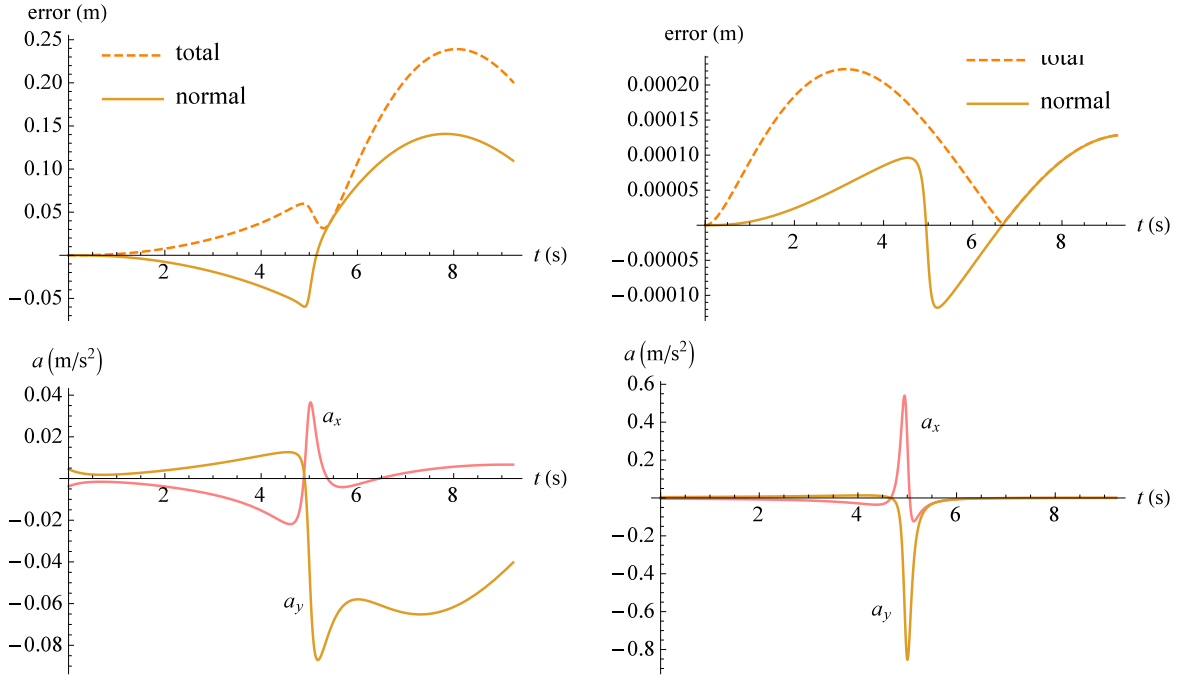 error (m)
0.25
total
0.20
normal
0.15
0.10
0.05
2
4
6
8
t (s)
−0.05
error (m)
total
0.00020
normal
0.00015
0.00010
0.00005
2
4
6
8
t (s)
−0.00005
−0.00010
a (m/s²)
0.04
a_x
0.02
2
4
6
8
t (s)
−0.02
−0.04
a_y
−0.06
−0.08
a (m/s²)
0.6
0.4
a_x
0.2
2
4
6
8
t (s)
−0.2
−0.4
−0.6
a_y
−0.8